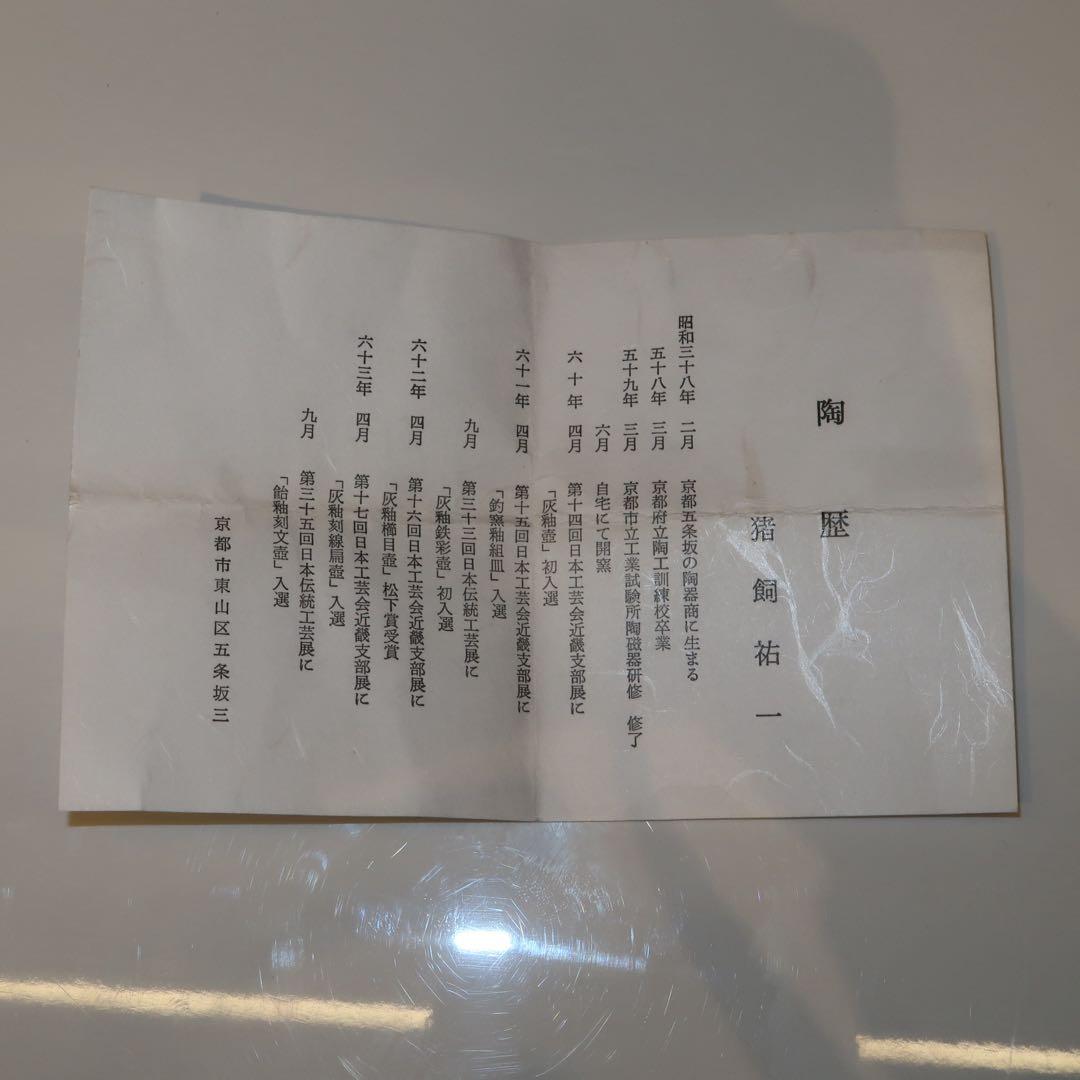 陶歴
猪飼祐一
昭和三十八年 二月 京都五条坂の陶器商に生まる
五十八年 三月 京都府立陶工訓練校卒業
五十九年 三月 京都市立工業試験所陶磁器研修 修了
六月 自宅にて開窯
六十年 四月 第十四回日本工芸会近畿支部展に
「灰釉壺」初入選
六十一年 四月 第十五回日本工芸会近畿支部展に
「鈞窯釉組皿」入選
九月 第三十三回日本伝統工芸展に
「灰釉鉄彩壺」初入選
六十二年 四月 第十六回日本工芸会近畿支部展に
「灰釉櫛目壺」松下賞受賞
六十三年 四月 第十七回日本工芸会近畿支部展に
「灰釉刻線扁壺」入選
九月 第三十五回日本伝統工芸展に
「飴釉刻文壺」入選
京都市東山区五条坂三